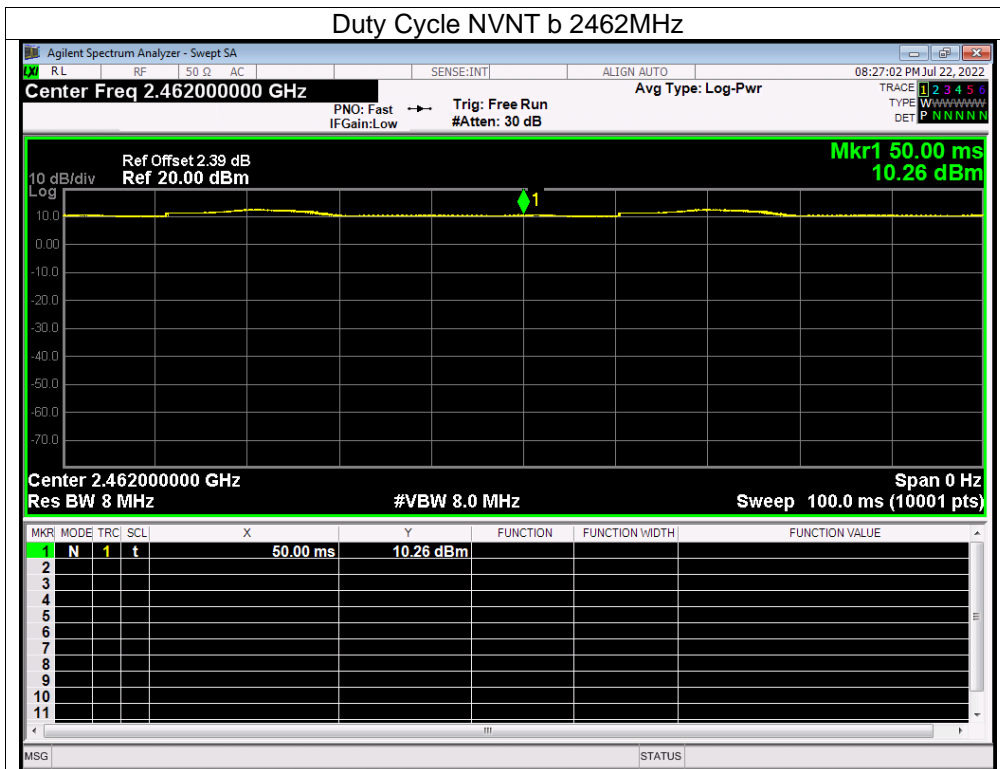 Duty Cycle NVNT b 2462MHz
Agilent Spectrum Analyzer - Swept SA
LXI RL RF 50 Ω AC SENSE:INT ALIGN AUTO 08:27:02 PM Jul 22, 2022
Center Freq 2.462000000 GHz
PNO: Fast
IFGain:Low
Trig: Free Run
#Atten: 30 dB
Avg Type: Log-Pwr
TRACE 1 2 3 4 5 6
TYPE WWWWWW
DET P N N N N N
Mkr1 50.00 ms
10.26 dBm
Ref Offset 2.39 dB
10 dB/div Ref 20.00 dBm
Log
1
10.0
0.00
-10.0
-20.0
-30.0
-40.0
-50.0
-60.0
-70.0
Center 2.462000000 GHz Span 0 Hz
Res BW 8 MHz #VBW 8.0 MHz Sweep 100.0 ms (10001 pts)
MKR MODE TRC SCL X Y FUNCTION FUNCTION WIDTH FUNCTION VALUE
1 N 1 t 50.00 ms 10.26 dBm
2
3
4
5
6
7
8
9
10
11
MSG STATUS